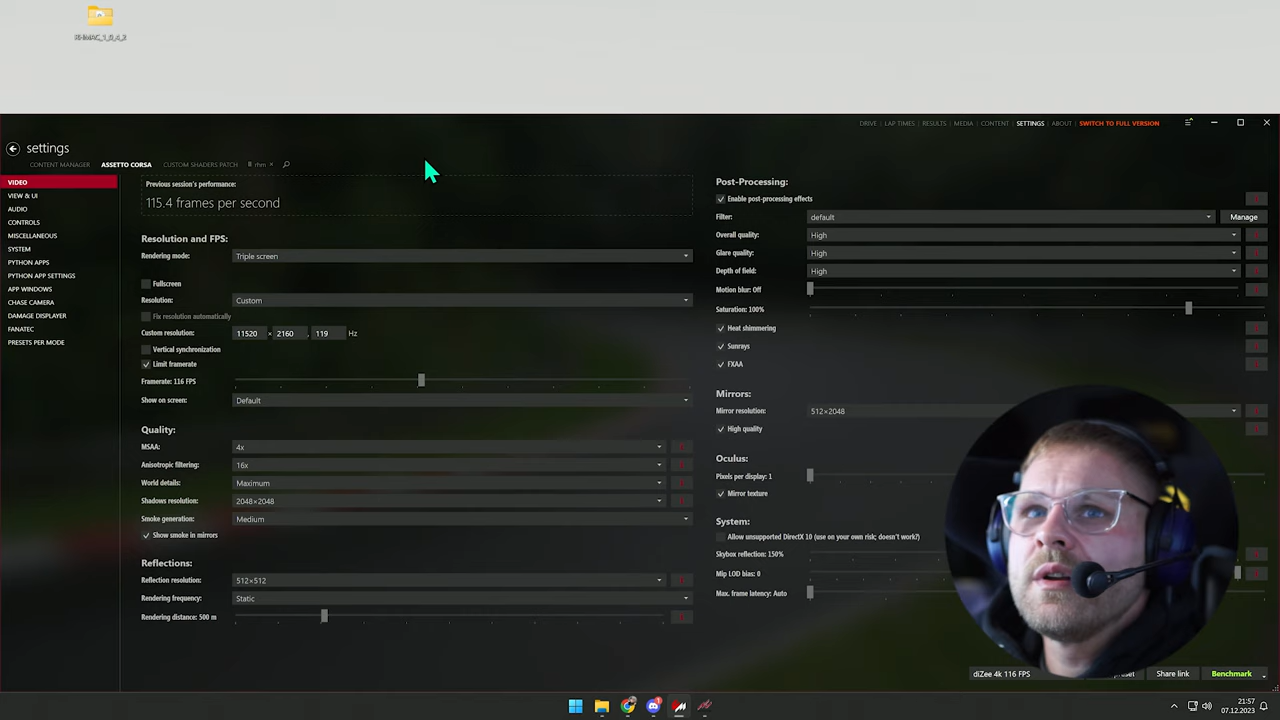 DRIVE | LAP TIMES | RESULTS | MEDIA | CONTENT | SETTINGS | ABOUT | SWITCH TO FULL VERSION
settings
CONTENT MANAGER ASSETTO CORSA CUSTOM SHADERS PATCH rhm
VIDEO
VIEW & UI
AUDIO
CONTROLS
MISCELLANEOUS
SYSTEM
PYTHON APPS
PYTHON APP SETTINGS
APP WINDOWS
CHASE CAMERA
DAMAGE DISPLAYER
FANATEC
PRESETS PER MODE
Previous session's performance:
115.4 frames per second
Resolution and FPS:
Rendering mode: Triple screen
Fullscreen
Resolution: Custom
Fix resolution automatically
Custom resolution: 11520 × 2160, 119 Hz
Vertical synchronization
Limit framerate
Framerate: 116 FPS
Show on screen: Default
Quality:
MSAA: 4x
Anisotropic filtering: 16x
World details: Maximum
Shadows resolution: 2048×2048
Smoke generation: Medium
Show smoke in mirrors
Reflections:
Reflection resolution: 512×512
Rendering frequency: Static
Rendering distance: 500 m
Post-Processing:
Enable post-processing effects
Filter: default Manage
Overall quality: High
Glare quality: High
Depth of field: High
Motion blur: Off
Saturation: 100%
Heat shimmering
Sunrays
FXAA
Mirrors:
Mirror resolution: 512×2048
High quality
Oculus:
Pixels per display: 1
Mirror texture
System:
Allow unsupported DirectX 10 (use on your own risk; doesn't work?)
Skybox reflection: 150%
Mip LOD bias: 0
Max. frame latency: Auto
diZee 4k 116 FPS Share link Benchmark
21:57
07.12.2023